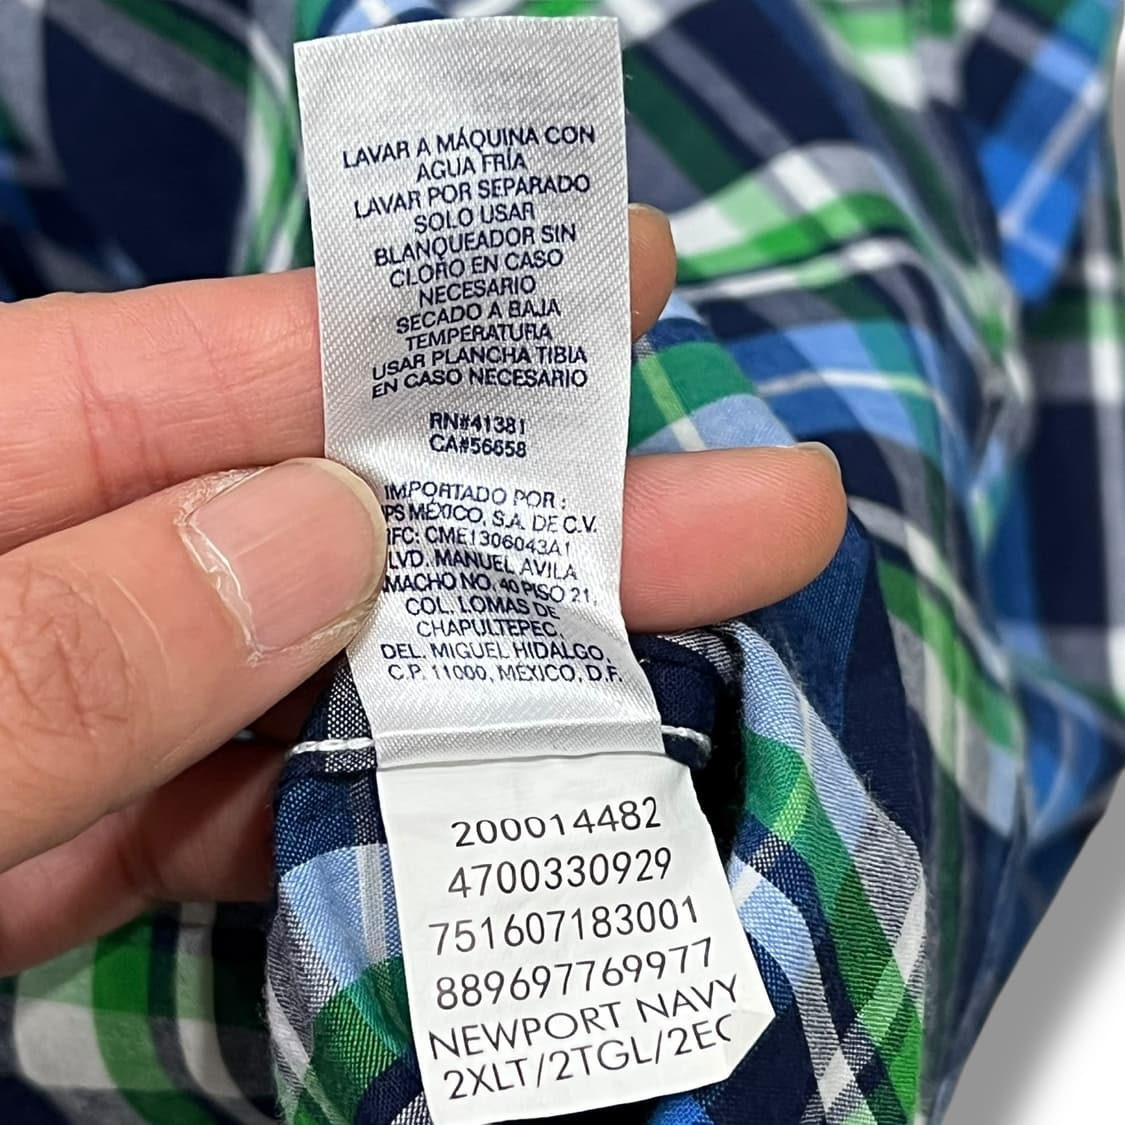 LAVAR A MÁQUINA CON
AGUA FRÍA
LAVAR POR SEPARADO
SOLO USAR
BLANQUEADOR SIN
CLORO EN CASO
NECESARIO
SECADO A BAJA
TEMPERATURA
USAR PLANCHA TIBIA
EN CASO NECESARIO
RN#41381
CA#56658
IMPORTADO POR :
PS MÉXICO, S.A. DE C.V.
RFC: CME1306043A1
LVD. MANUEL AVILA
MACHO NO. 40 PISO 21,
COL. LOMAS DE
CHAPULTEPEC,
DEL. MIGUEL HIDALGO,
C.P. 11000, MÉXICO, D.F.
200014482
4700330929
751607183001
889697769977
NEWPORT NAVY
2XLT/2TGL/2EC